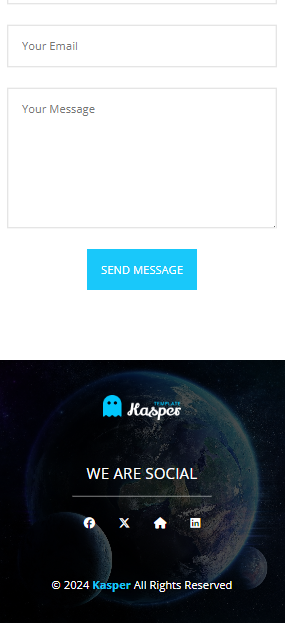 Your Email
Your Message
SEND MESSAGE
TEMPLATE
Kasper
WE ARE SOCIAL
© 2024 Kasper All Rights Reserved